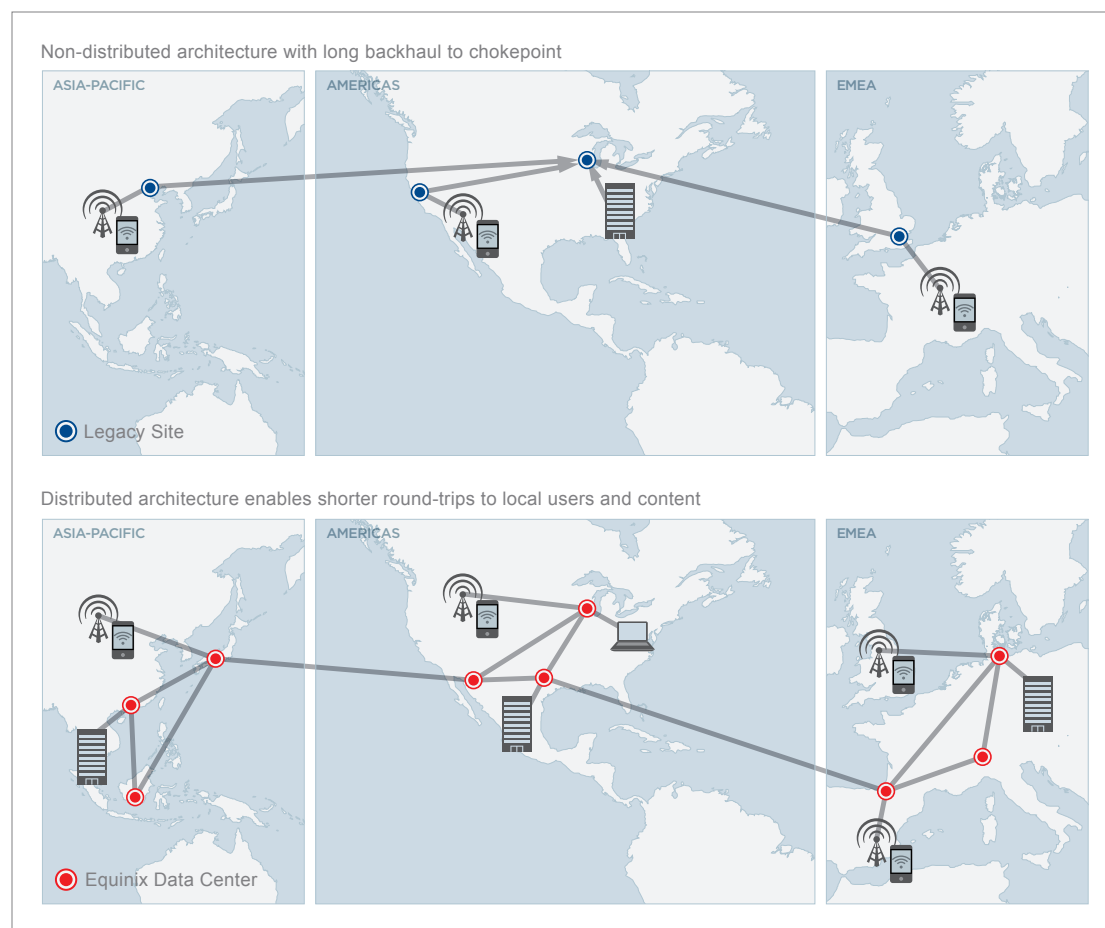 Non-distributed architecture with long backhaul to chokepoint
ASIA-PACIFIC
AMERICAS
EMEA
Legacy Site
Distributed architecture enables shorter round-trips to local users and content
ASIA-PACIFIC
AMERICAS
EMEA
Equinix Data Center